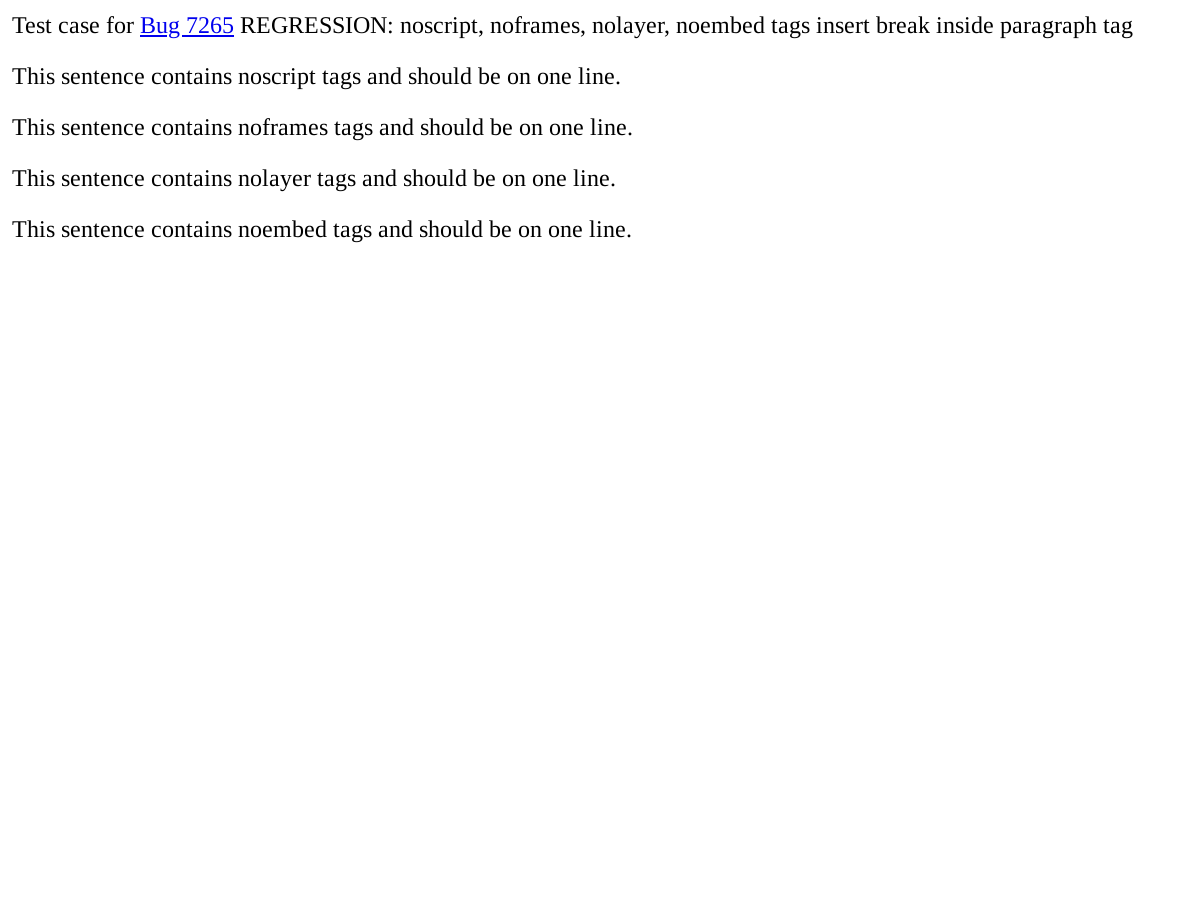 Test case for Bug 7265 REGRESSION: noscript, noframes, nolayer, noembed tags insert break inside paragraph tag
This sentence contains noscript tags and should be on one line.
This sentence contains noframes tags and should be on one line.
This sentence contains nolayer tags and should be on one line.
This sentence contains noembed tags and should be on one line.